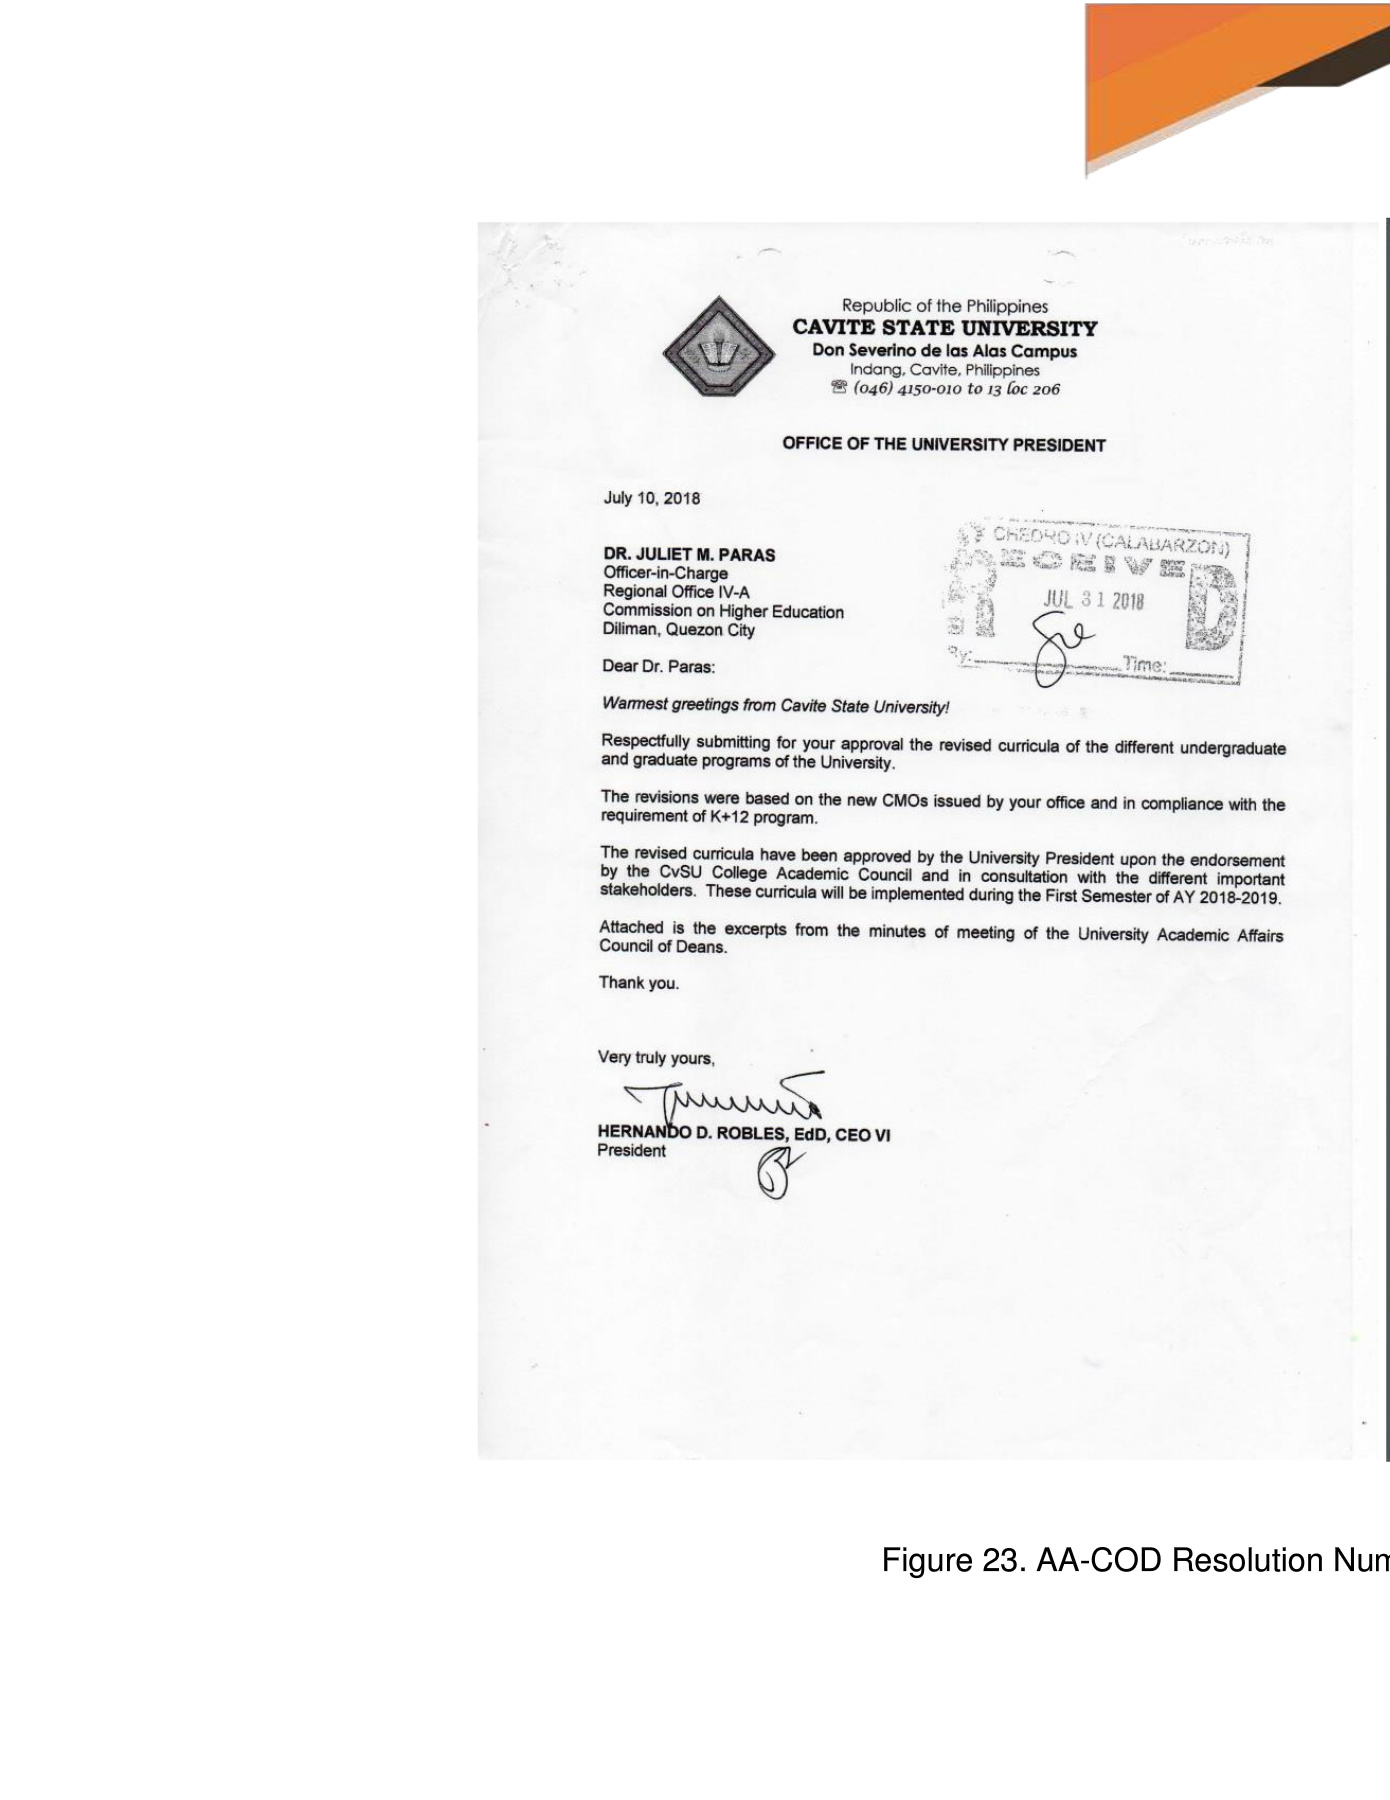 Republic of the Philippines
CAVITE STATE UNIVERSITY
Don Severino de las Alas Campus
Indang, Cavite, Philippines
☎ (046) 4150-010 to 13 loc 206
OFFICE OF THE UNIVERSITY PRESIDENT
July 10, 2018
CHEDRO IV (CALABARZON)
RECEIVED
JUL 31 2018
By: Time:
DR. JULIET M. PARAS
Officer-in-Charge
Regional Office IV-A
Commission on Higher Education
Diliman, Quezon City
Dear Dr. Paras:
Warmest greetings from Cavite State University!
Respectfully submitting for your approval the revised curricula of the different undergraduate
and graduate programs of the University.
The revisions were based on the new CMOs issued by your office and in compliance with the
requirement of K+12 program.
The revised curricula have been approved by the University President upon the endorsement
by the CvSU College Academic Council and in consultation with the different important
stakeholders. These curricula will be implemented during the First Semester of AY 2018-2019.
Attached is the excerpts from the minutes of meeting of the University Academic Affairs
Council of Deans.
Thank you.
Very truly yours,
HERNANDO D. ROBLES, EdD, CEO VI
President
Figure 23. AA-COD Resolution Num